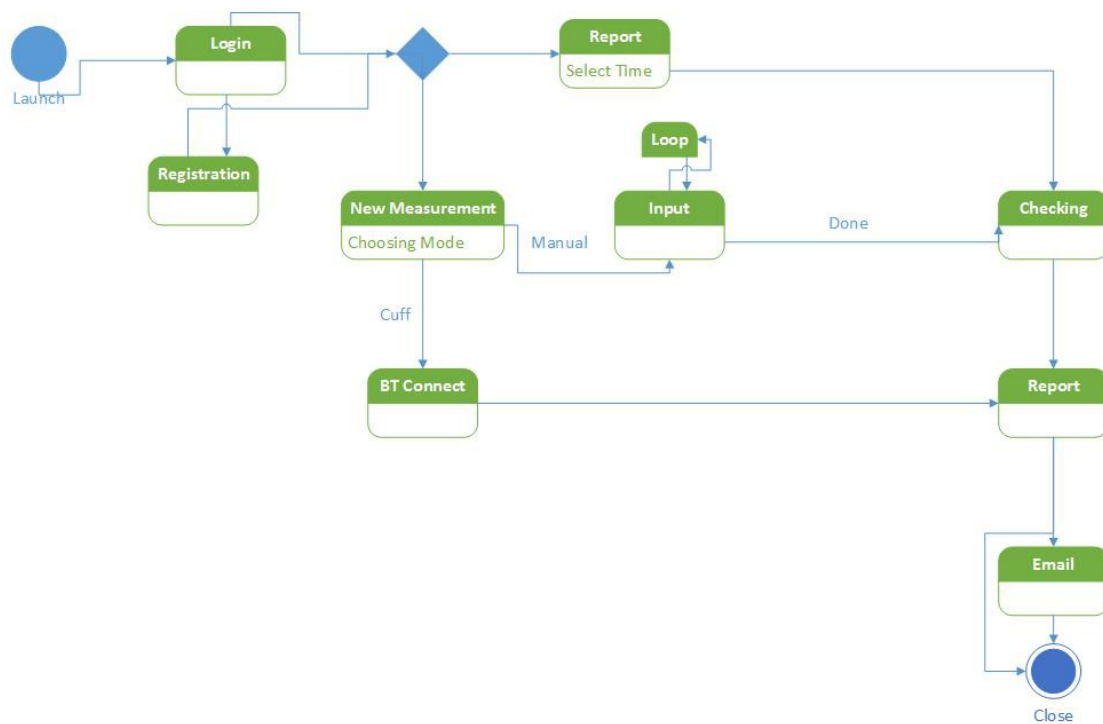 Login
Report
Launch
Select Time
Loop
Registration
New Measurement
Input
Checking
Choosing Mode
Manual
Done
Cuff
BT Connect
Report
Email
Close